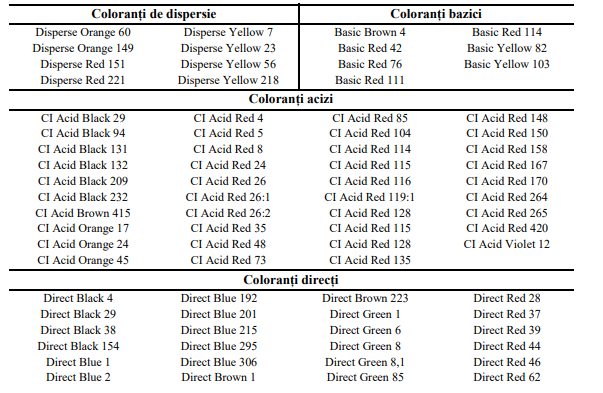 Coloranți de dispersie Coloranți bazici
Disperse Orange 60 Disperse Yellow 7 Basic Brown 4 Basic Red 114
Disperse Orange 149 Disperse Yellow 23 Basic Red 42 Basic Yellow 82
Disperse Red 151 Disperse Yellow 56 Basic Red 76 Basic Yellow 103
Disperse Red 221 Disperse Yellow 218 Basic Red 111
Coloranți acizi
CI Acid Black 29 CI Acid Red 4 CI Acid Red 85 CI Acid Red 148
CI Acid Black 94 CI Acid Red 5 CI Acid Red 104 CI Acid Red 150
CI Acid Black 131 CI Acid Red 8 CI Acid Red 114 CI Acid Red 158
CI Acid Black 132 CI Acid Red 24 CI Acid Red 115 CI Acid Red 167
CI Acid Black 209 CI Acid Red 26 CI Acid Red 116 CI Acid Red 170
CI Acid Black 232 CI Acid Red 26:1 CI Acid Red 119:1 CI Acid Red 264
CI Acid Brown 415 CI Acid Red 26:2 CI Acid Red 128 CI Acid Red 265
CI Acid Orange 17 CI Acid Red 35 CI Acid Red 115 CI Acid Red 420
CI Acid Orange 24 CI Acid Red 48 CI Acid Red 128 CI Acid Violet 12
CI Acid Orange 45 CI Acid Red 73 CI Acid Red 135
Coloranți direcți
Direct Black 4 Direct Blue 192 Direct Brown 223 Direct Red 28
Direct Black 29 Direct Blue 201 Direct Green 1 Direct Red 37
Direct Black 38 Direct Blue 215 Direct Green 6 Direct Red 39
Direct Black 154 Direct Blue 295 Direct Green 8 Direct Red 44
Direct Blue 1 Direct Blue 306 Direct Green 8,1 Direct Red 46
Direct Blue 2 Direct Brown 1 Direct Green 85 Direct Red 62